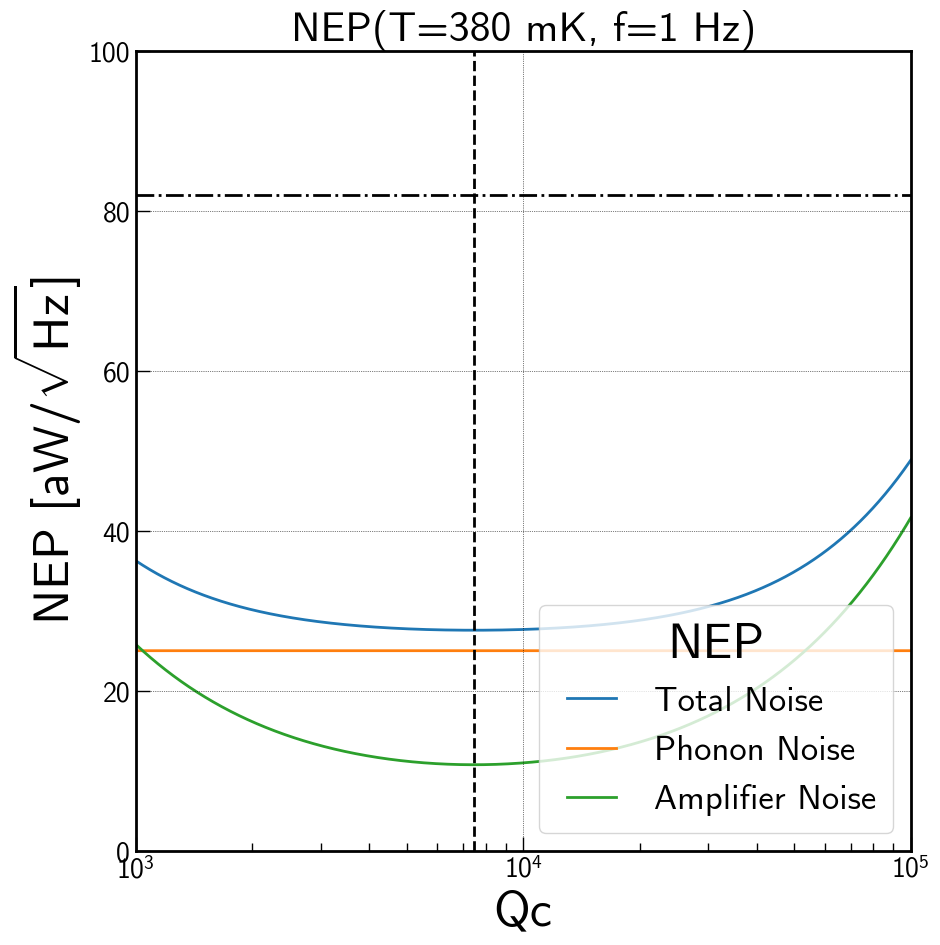 NEP(T=380 mK, f=1 Hz)
100
80
60
40
20
0
NEP [aW/√Hz]
10³
10⁴
10⁵
Qc
NEP
Total Noise
Phonon Noise
Amplifier Noise